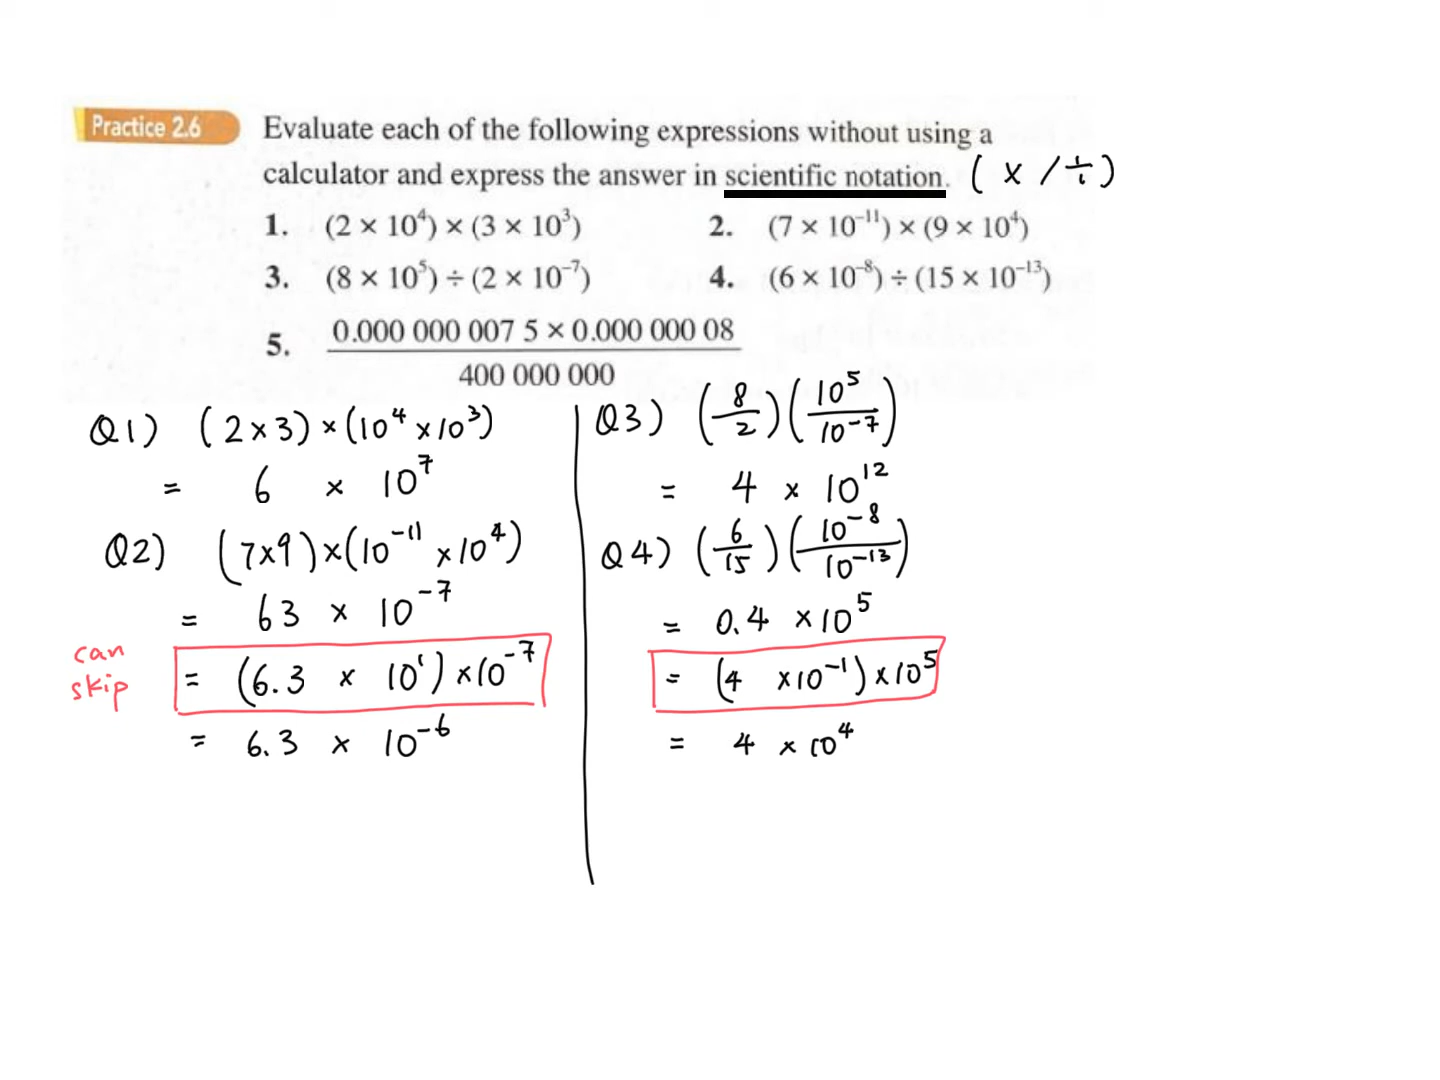 Practice 2.6
Evaluate each of the following expressions without using a
calculator and express the answer in scientific notation. (× / ÷)
1. (2 × 10⁴) × (3 × 10³)
2. (7 × 10⁻¹¹) × (9 × 10⁴)
3. (8 × 10⁵) ÷ (2 × 10⁻⁷)
4. (6 × 10⁻⁸) ÷ (15 × 10⁻¹³)
5. 0.000 000 007 5 × 0.000 000 08
400 000 000
Q1) (2×3)×(10⁴×10³)
= 6 × 10⁷
Q2) (7×9)×(10⁻¹¹×10⁴)
= 63 × 10⁻⁷
can
skip
= (6.3 × 10¹)×10⁻⁷
= 6.3 × 10⁻⁶
Q3) (8/2)(10⁵/10⁻⁷)
= 4 × 10¹²
Q4) (6/15)(10⁻⁸/10⁻¹³)
= 0.4 ×10⁵
= (4 ×10⁻¹)×10⁵
= 4 ×10⁴